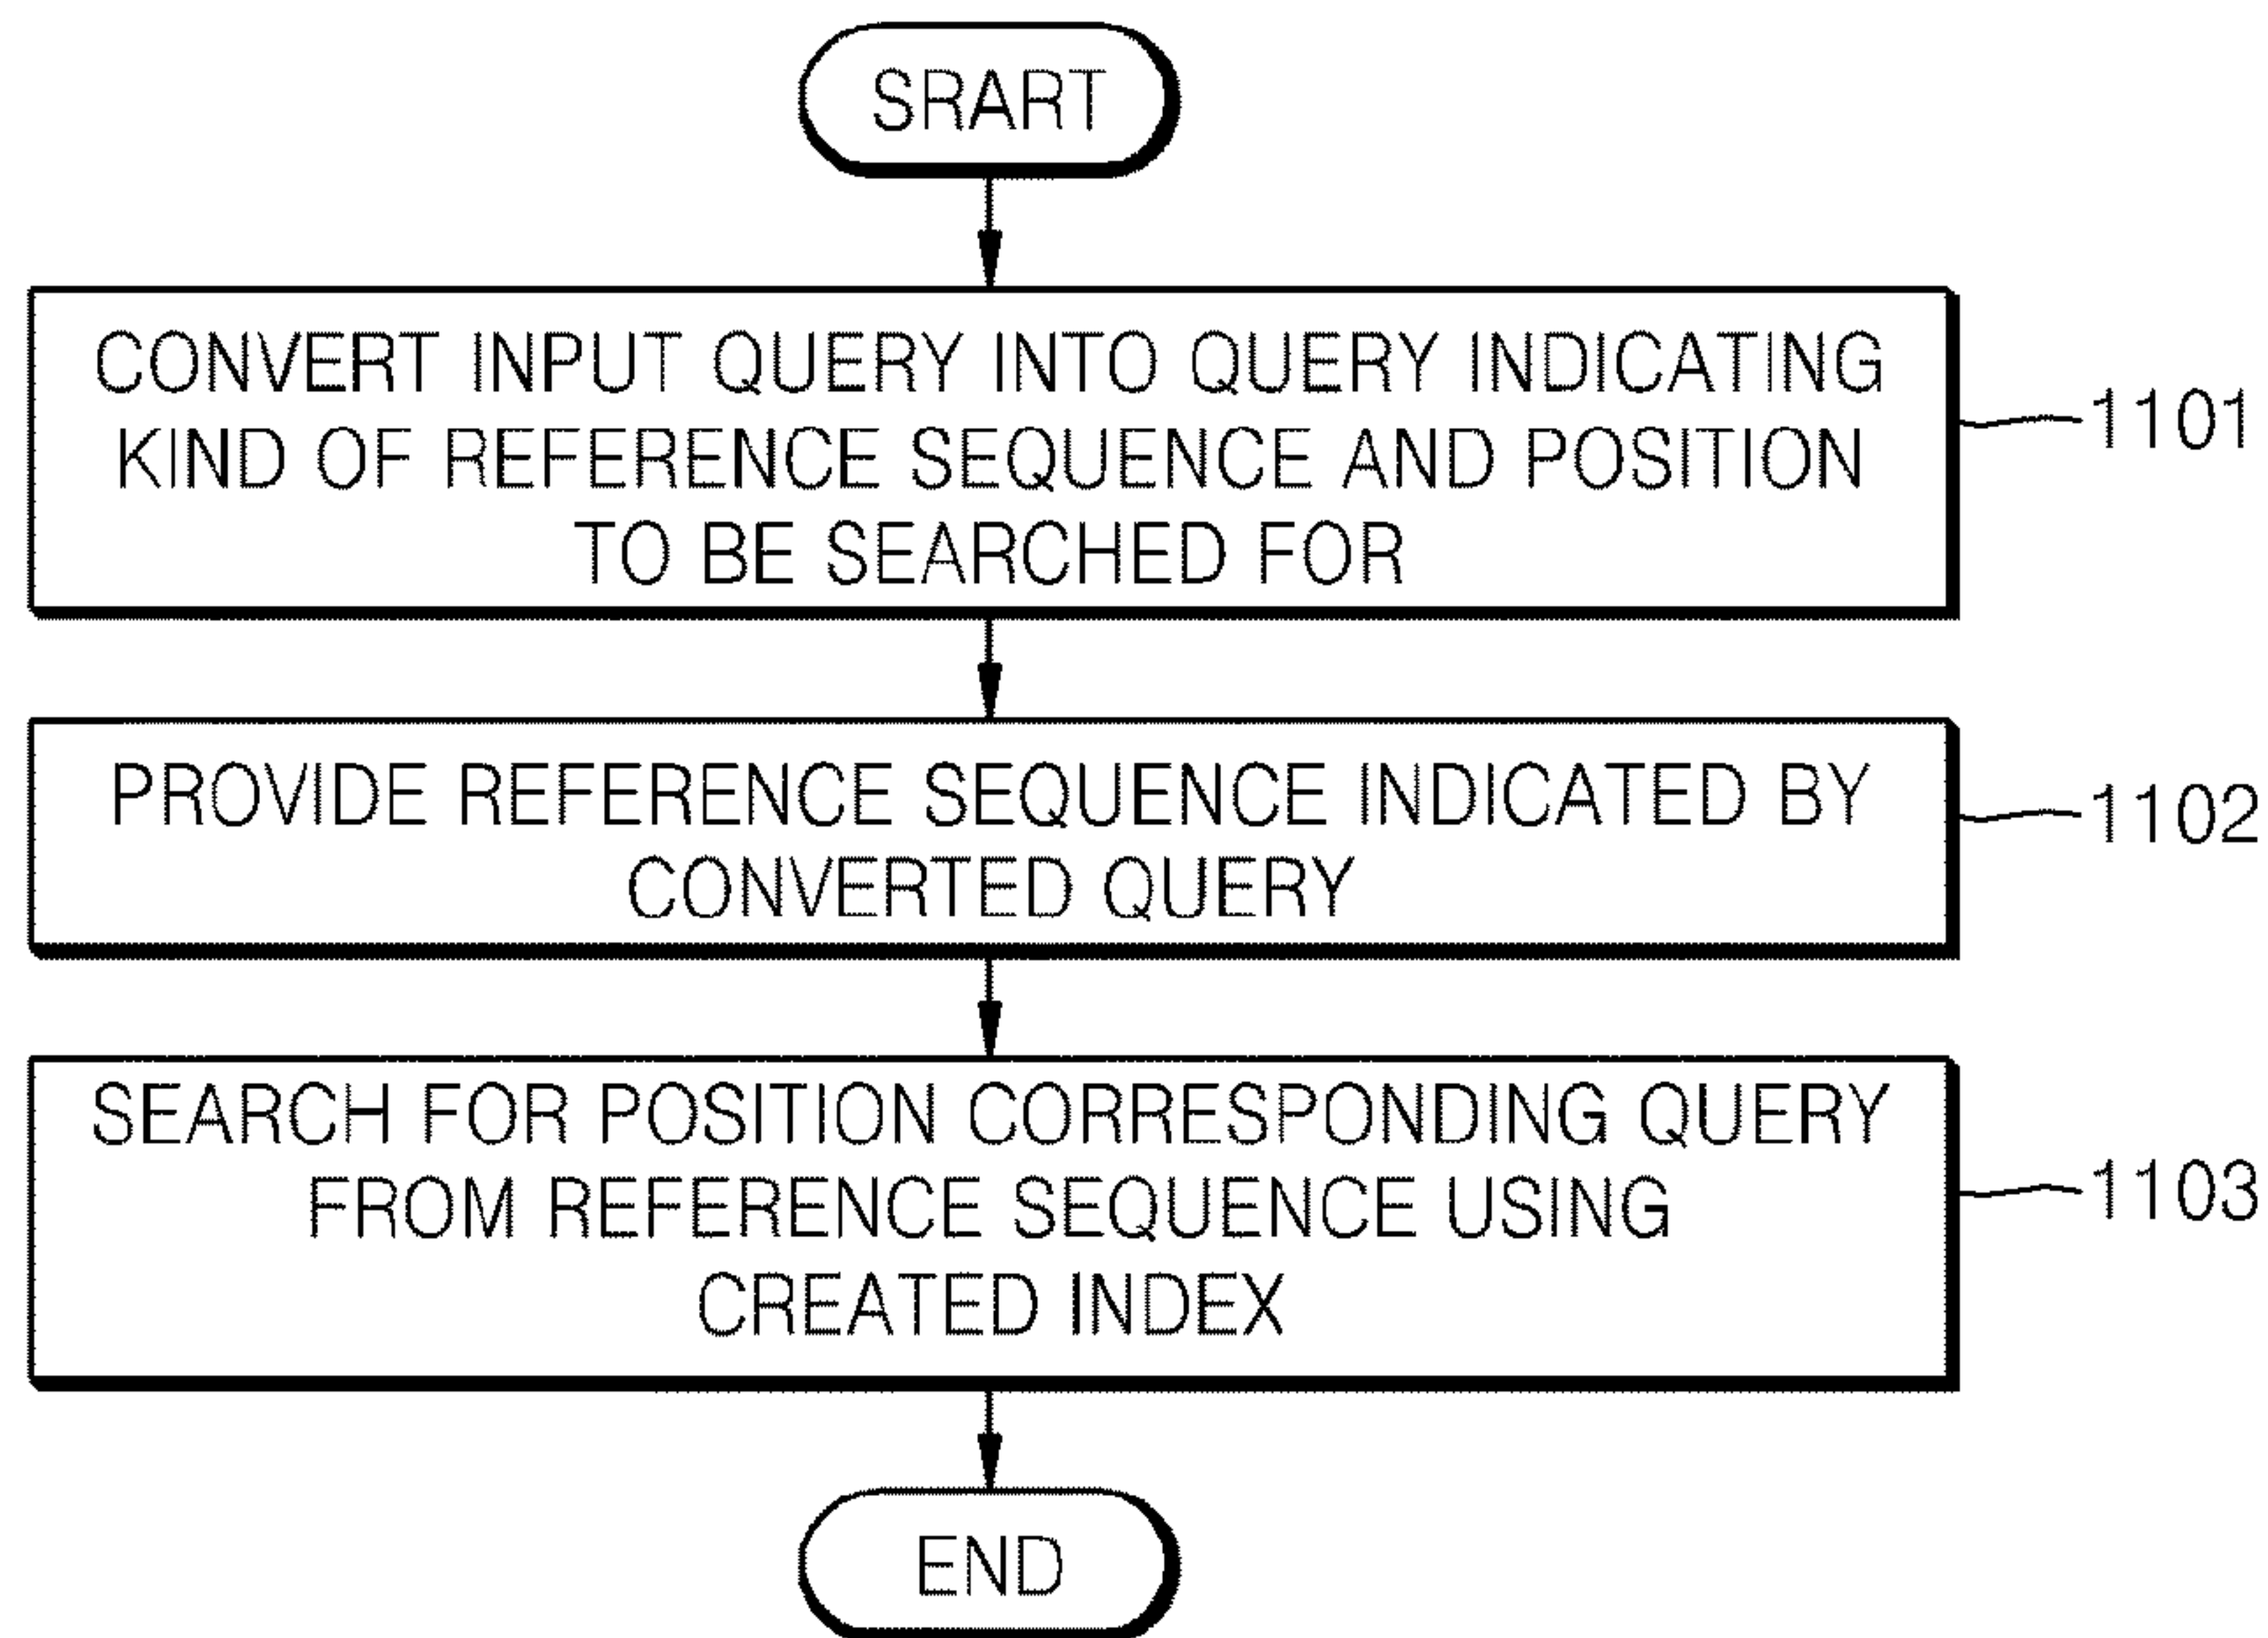 SRART
CONVERT INPUT QUERY INTO QUERY INDICATING
KIND OF REFERENCE SEQUENCE AND POSITION
TO BE SEARCHED FOR
1101
PROVIDE REFERENCE SEQUENCE INDICATED BY
CONVERTED QUERY
1102
SEARCH FOR POSITION CORRESPONDING QUERY
FROM REFERENCE SEQUENCE USING
CREATED INDEX
1103
END